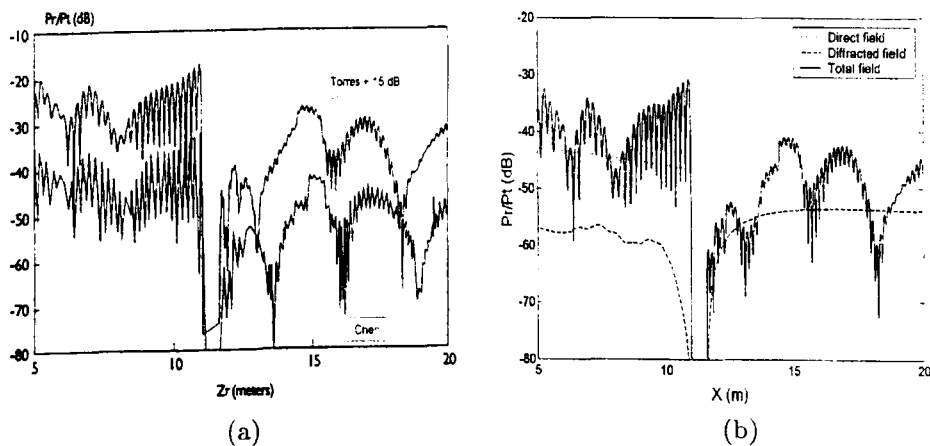 Pr/Pt (dB)
-10
-20
-30
-40
-50
-60
-70
-80
5
10
15
20
Torres + 15 dB
Chen
Zr (meters)
(a)
Pr/Pt (dB)
-20
-30
-40
-50
-60
-70
-80
5
10
15
20
Direct field
Diffracted field
Total field
X (m)
(b)